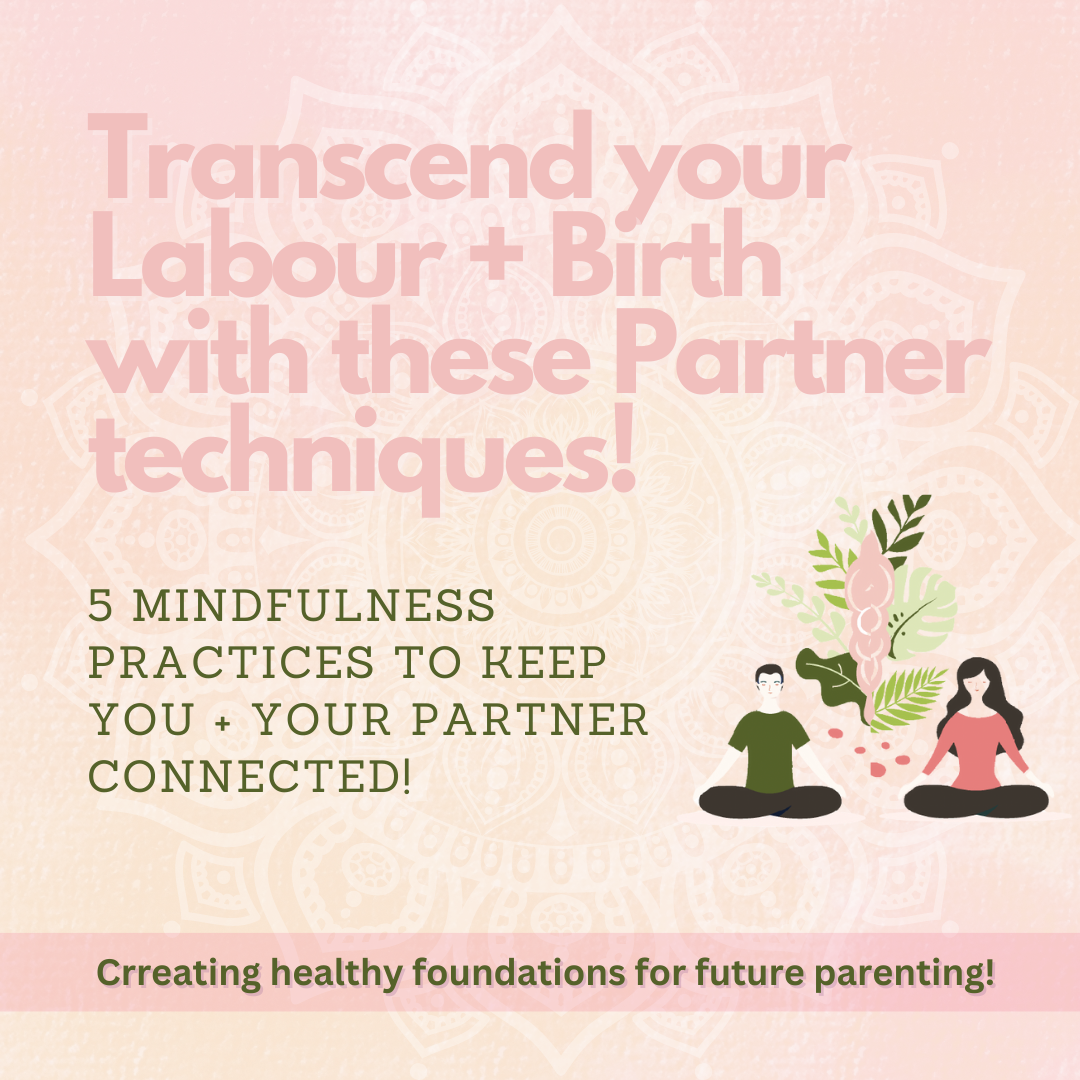 Transcend your
Labour + Birth
with these Partner
techniques!
5 MINDFULNESS
PRACTICES TO KEEP
YOU + YOUR PARTNER
CONNECTED!
Crreating healthy foundations for future parenting!